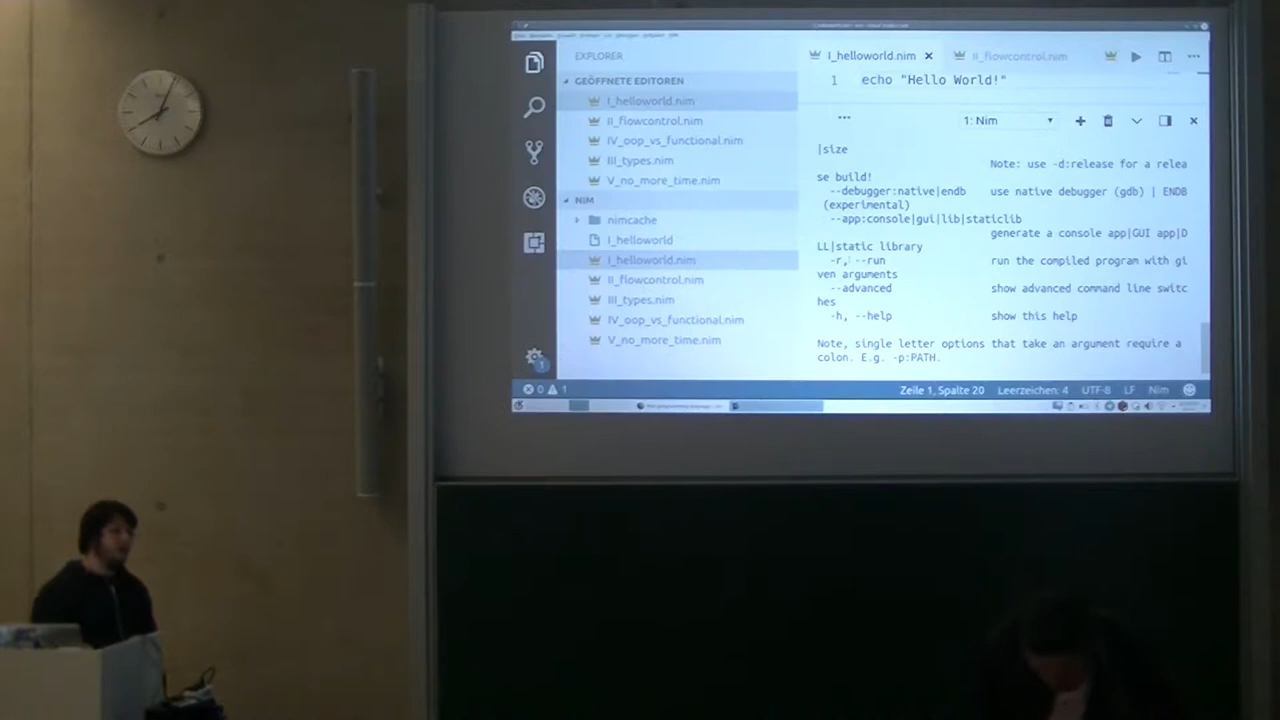 EXPLORER
GEÖFFNETE EDITOREN
I_helloworld.nim
II_flowcontrol.nim
IV_oop_vs_functional.nim
III_types.nim
V_no_more_time.nim
NIM
nimcache
I_helloworld
I_helloworld.nim
II_flowcontrol.nim
III_types.nim
IV_oop_vs_functional.nim
V_no_more_time.nim
I_helloworld.nim
II_flowcontrol.nim
1 echo "Hello World!"
1: Nim
|size
Note: use -d:release for a relea
se build!
--debugger:native|endb use native debugger (gdb) | ENDB
(experimental)
--app:console|gui|lib|staticlib
generate a console app|GUI app|D
LL|static library
-r, --run run the compiled program with gi
ven arguments
--advanced show advanced command line switc
hes
-h, --help show this help
Note, single letter options that take an argument require a
colon. E.g. -p:PATH.
0 1 Zeile 1, Spalte 20 Leerzeichen: 4 UTF-8 LF Nim